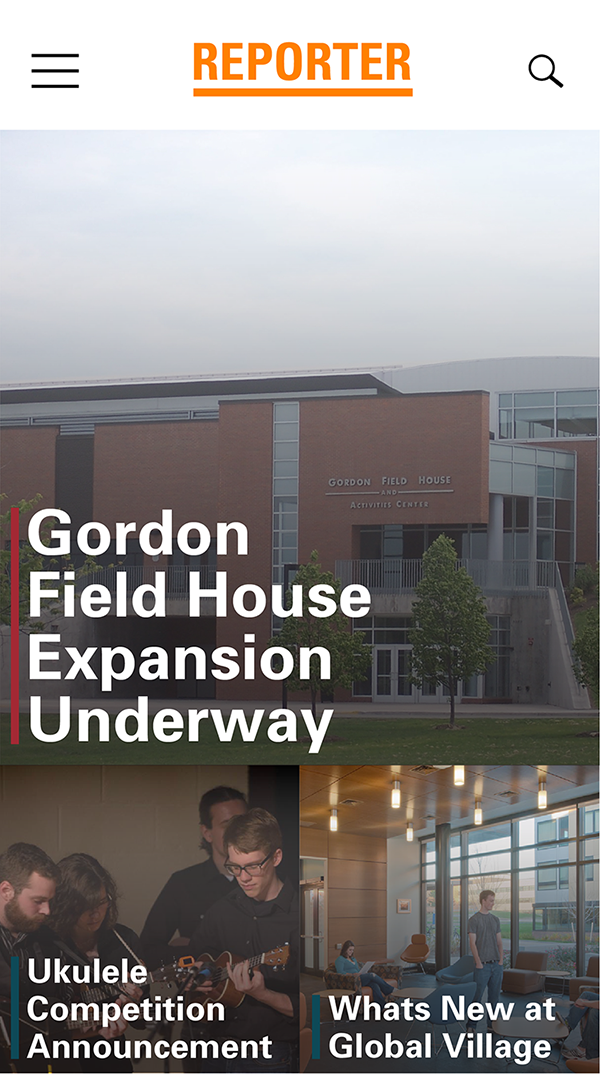 REPORTER
GORDON FIELD HOUSE
AND
ACTIVITIES CENTER
Gordon
Field House
Expansion
Underway
Ukulele
Competition
Announcement
Whats New at
Global Village